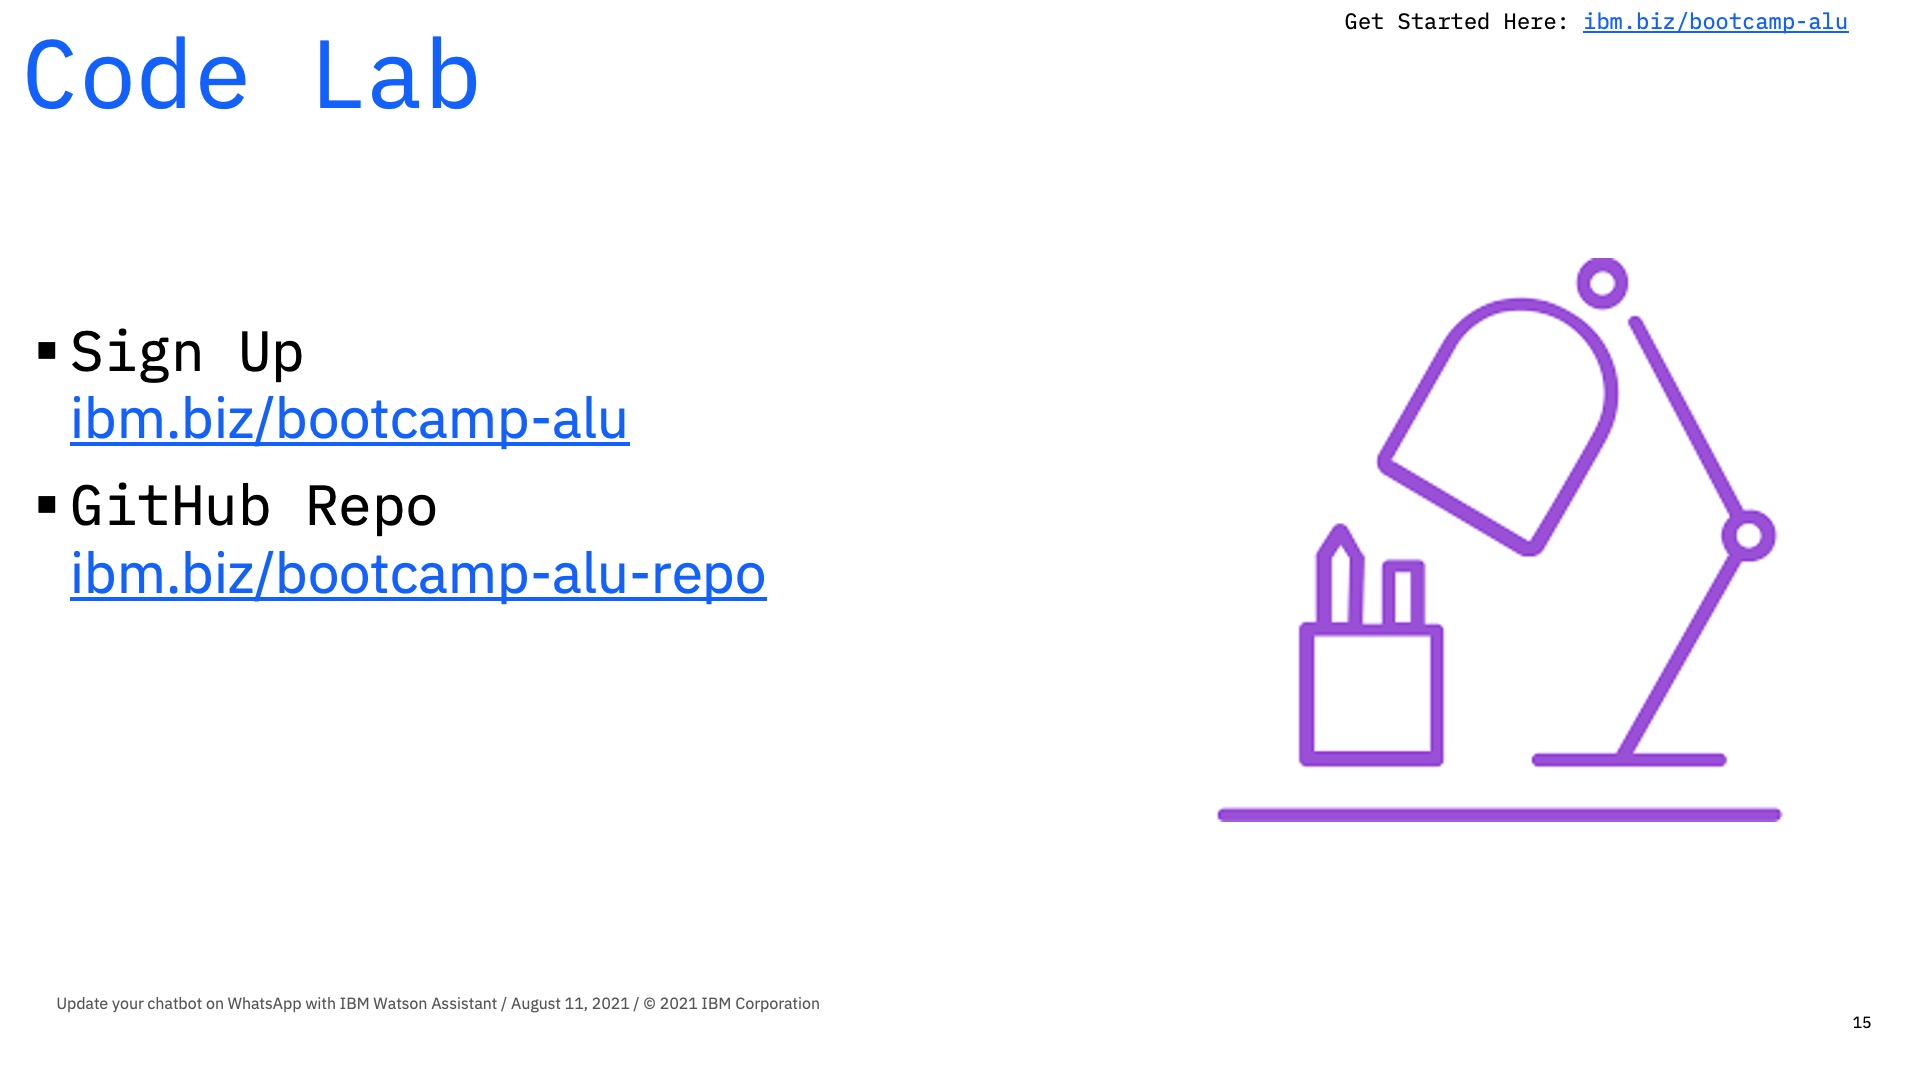 Get Started Here: ibm.biz/bootcamp-alu
Code Lab
▪Sign Up
ibm.biz/bootcamp-alu
▪GitHub Repo
ibm.biz/bootcamp-alu-repo
Update your chatbot on WhatsApp with IBM Watson Assistant / August 11, 2021 / © 2021 IBM Corporation
15